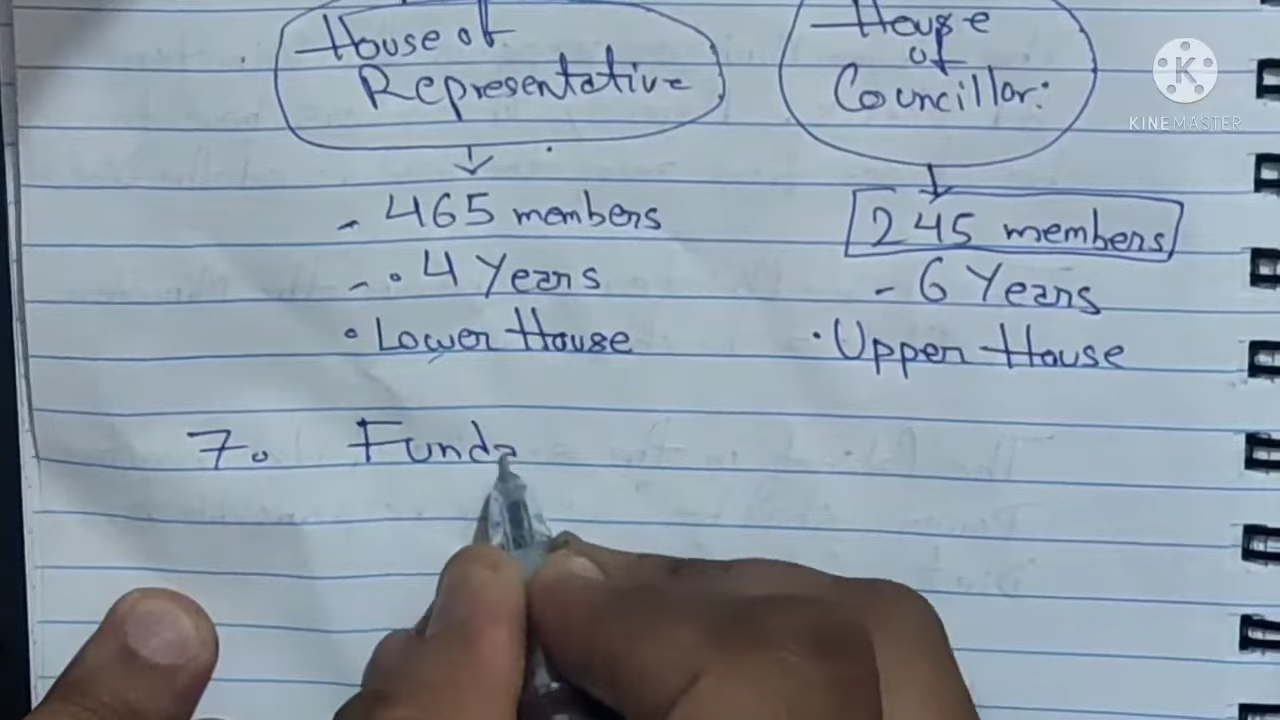 House of
Representative
- 465 members
- . 4 Years
• Lower House
House
of
Councillor.
245 members
- 6 Years
• Upper House
7. Funda
K
KINEMASTER